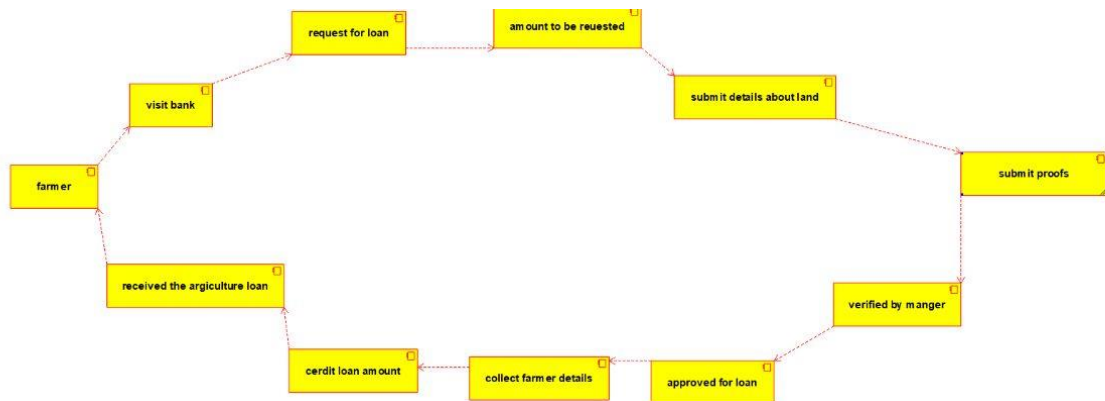 amount to be reuested
request for loan
submit details about land
visit bank
submit proofs
farmer
received the argiculture loan
verified by manger
cerdit loan amount
collect farmer details
approved for loan